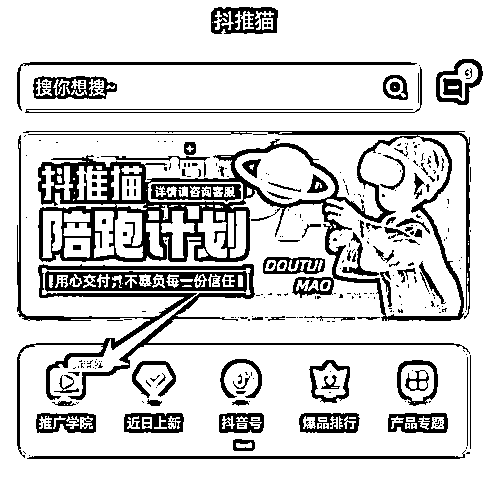 抖推猫
搜你想搜~
抖推猫
详情请咨询客服
陪跑计划
用心交付 不辜负每一份信任
DOUTUI
MAO
推广学院
近日上新
抖音号
爆品排行
产品专题